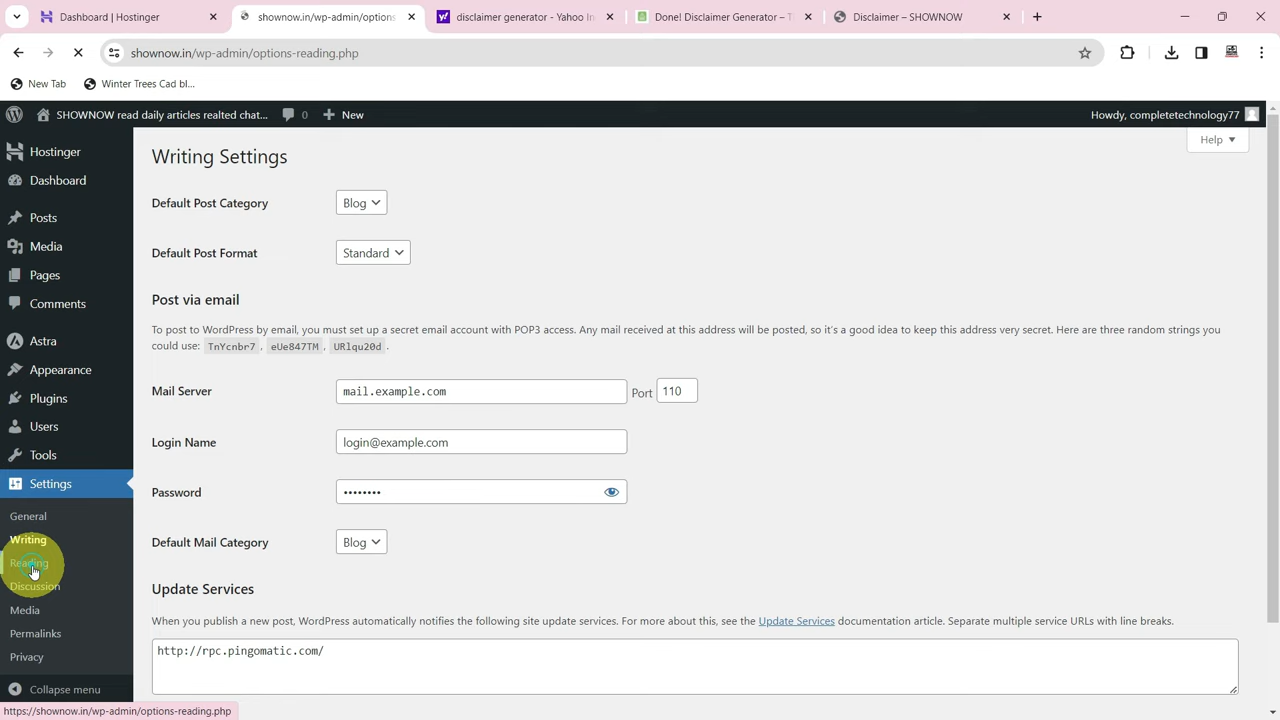 Dashboard | Hostinger
shownow.in/wp-admin/options
disclaimer generator - Yahoo In
Done! Disclaimer Generator – T
Disclaimer – SHOWNOW
shownow.in/wp-admin/options-reading.php
New Tab
Winter Trees Cad bl...
SHOWNOW read daily articles realted chat...
0
New
Howdy, completetechnology77
Help
Hostinger
Dashboard
Posts
Media
Pages
Comments
Astra
Appearance
Plugins
Users
Tools
Settings
General
Writing
Reading
Discussion
Media
Permalinks
Privacy
Collapse menu
Writing Settings
Default Post Category
Blog
Default Post Format
Standard
Post via email
To post to WordPress by email, you must set up a secret email account with POP3 access. Any mail received at this address will be posted, so it's a good idea to keep this address very secret. Here are three random strings you
could use: TnYcnbr7, eUe847TM, URlqu20d.
Mail Server
mail.example.com
Port 110
Login Name
login@example.com
Password
••••••••
Default Mail Category
Blog
Update Services
When you publish a new post, WordPress automatically notifies the following site update services. For more about this, see the Update Services documentation article. Separate multiple service URLs with line breaks.
http://rpc.pingomatic.com/
https://shownow.in/wp-admin/options-reading.php